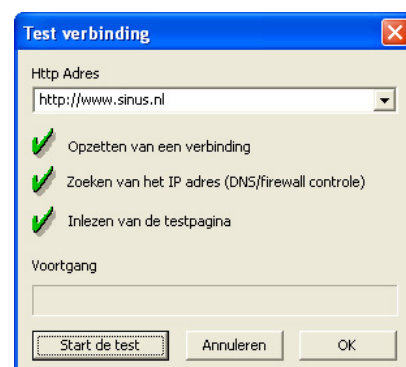 Test verbinding
Http Adres
http://www.sinus.nl
Opzetten van een verbinding
Zoeken van het IP adres (DNS/firewall controle)
Inlezen van de testpagina
Voortgang
Start de test
Annuleren
OK